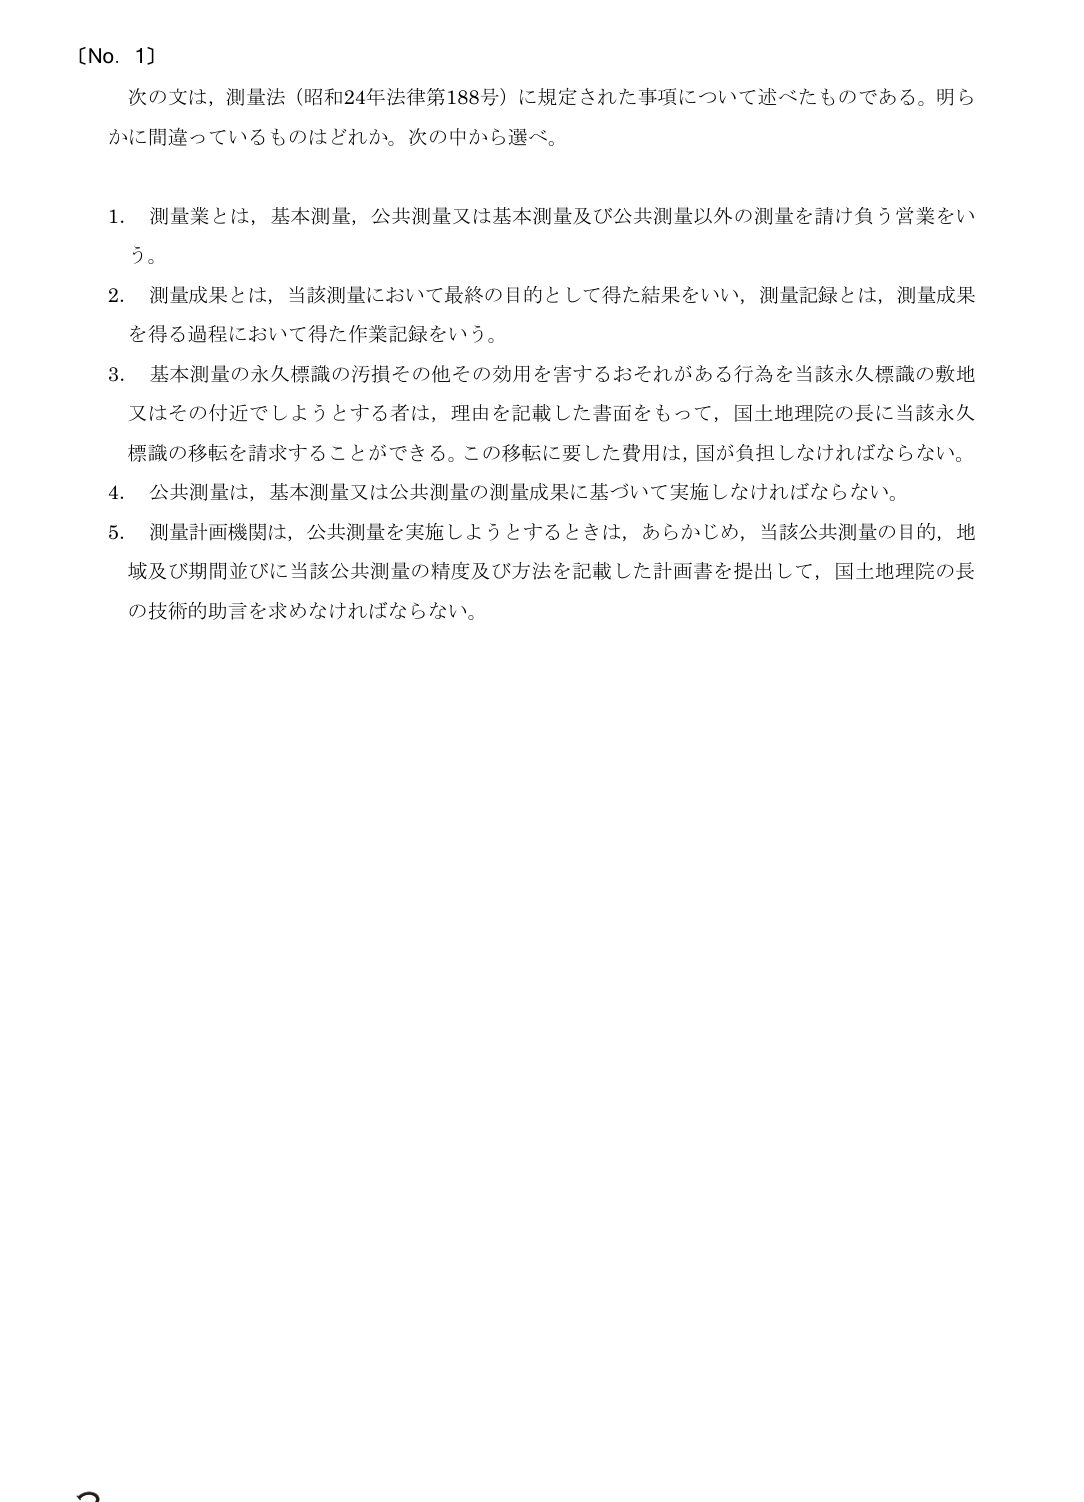 〔No. 1〕
次の文は，測量法（昭和24年法律第188号）に規定された事項について述べたものである。明ら
かに間違っているものはどれか。次の中から選べ。
1. 測量業とは，基本測量，公共測量又は基本測量及び公共測量以外の測量を請け負う営業をい
う。
2. 測量成果とは，当該測量において最終の目的として得た結果をいい，測量記録とは，測量成果
を得る過程において得た作業記録をいう。
3. 基本測量の永久標識の汚損その他その効用を害するおそれがある行為を当該永久標識の敷地
又はその付近でしようとする者は，理由を記載した書面をもって，国土地理院の長に当該永久
標識の移転を請求することができる。この移転に要した費用は，国が負担しなければならない。
4. 公共測量は，基本測量又は公共測量の測量成果に基づいて実施しなければならない。
5. 測量計画機関は，公共測量を実施しようとするときは，あらかじめ，当該公共測量の目的，地
域及び期間並びに当該公共測量の精度及び方法を記載した計画書を提出して，国土地理院の長
の技術的助言を求めなければならない。